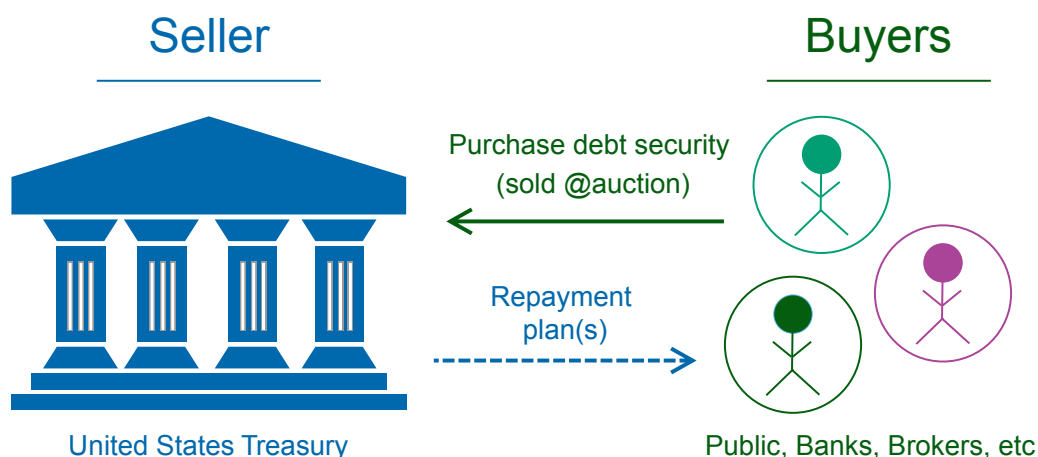 Seller
Buyers
Purchase debt security
(sold @auction)
Repayment
plan(s)
United States Treasury
Public, Banks, Brokers, etc